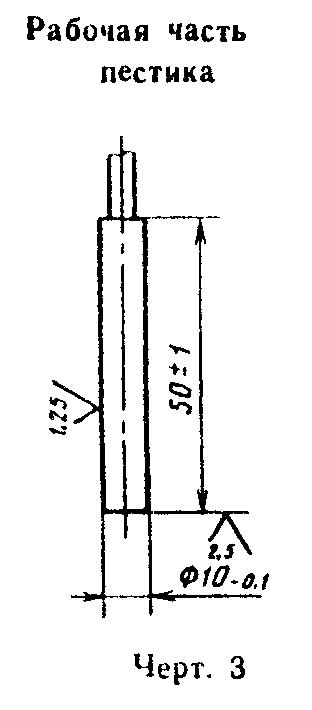 Рабочая часть
пестика
50±1
1,25
2,5
Ф10-0,1
Черт. 3